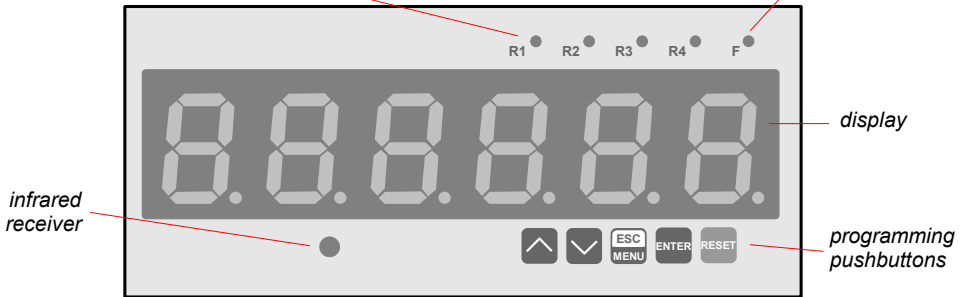 R1 R2 R3 R4 F
display
infrared
receiver
ESC
MENU
ENTER
RESET
programming
pushbuttons